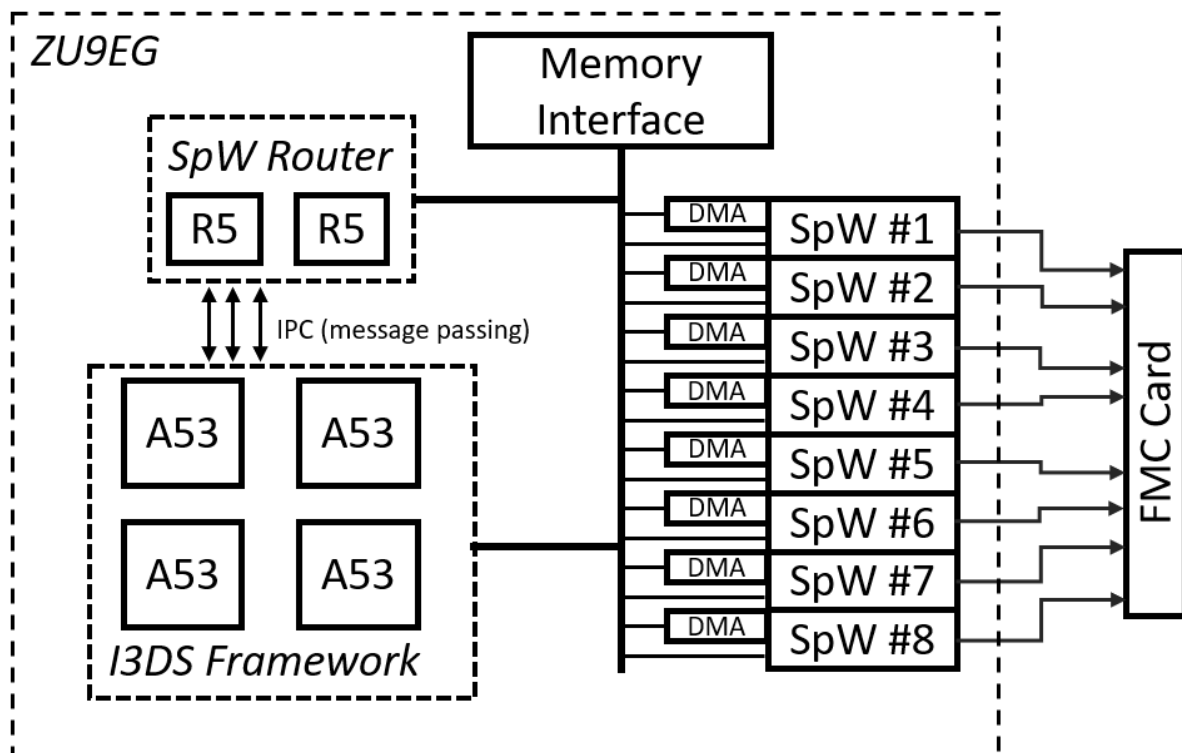 ZU9EG
Memory
Interface
SpW Router
R5
R5
IPC (message passing)
A53
A53
A53
A53
I3DS Framework
DMA
SpW #1
DMA
SpW #2
DMA
SpW #3
DMA
SpW #4
DMA
SpW #5
DMA
SpW #6
DMA
SpW #7
DMA
SpW #8
FMC Card